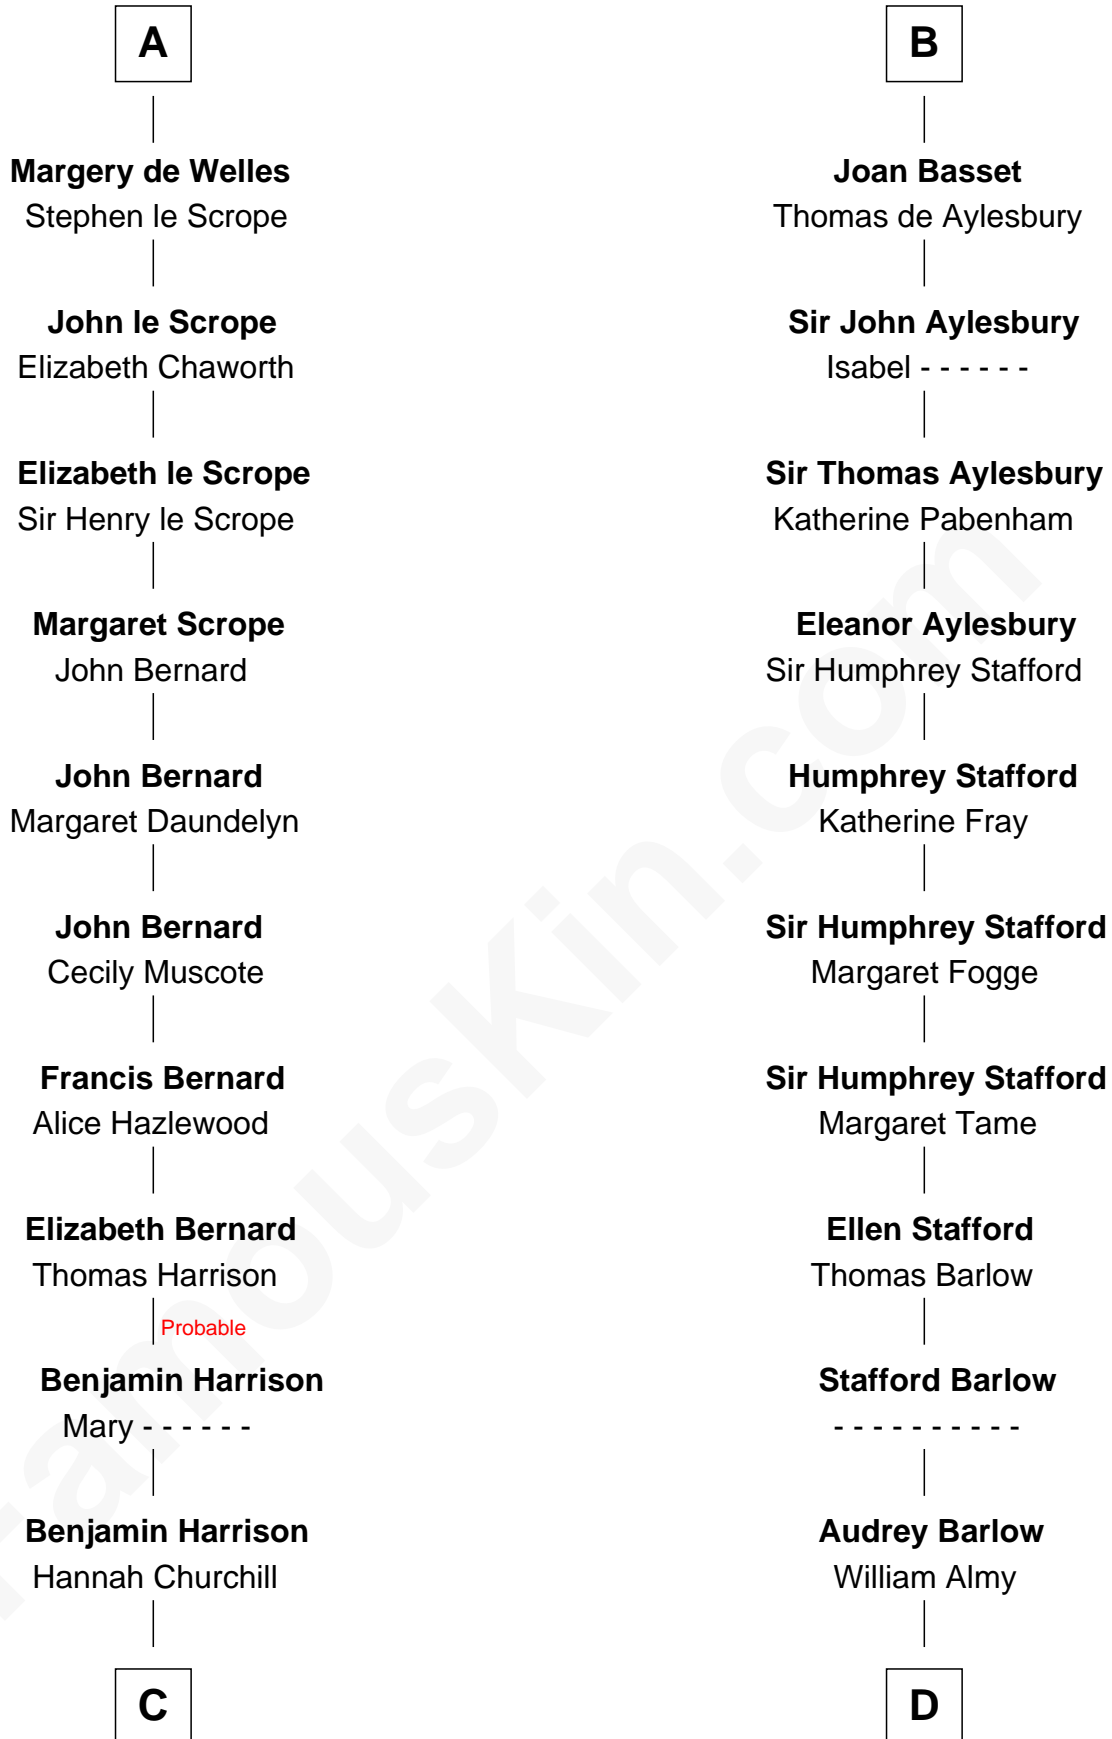 A
Margery de Welles
Stephen le Scrope
John le Scrope
Elizabeth Chaworth
Elizabeth le Scrope
Sir Henry le Scrope
Margaret Scrope
John Bernard
John Bernard
Margaret Daundelyn
John Bernard
Cecily Muscote
Francis Bernard
Alice Hazlewood
Elizabeth Bernard
Thomas Harrison
Probable
Benjamin Harrison
Mary - - - - - -
Benjamin Harrison
Hannah Churchill
C
B
Joan Basset
Thomas de Aylesbury
Sir John Aylesbury
Isabel - - - - - -
Sir Thomas Aylesbury
Katherine Pabenham
Eleanor Aylesbury
Sir Humphrey Stafford
Humphrey Stafford
Katherine Fray
Sir Humphrey Stafford
Margaret Fogge
Sir Humphrey Stafford
Margaret Tame
Ellen Stafford
Thomas Barlow
Stafford Barlow
- - - - - - - - - -
Audrey Barlow
William Almy
D
FamousKin.com